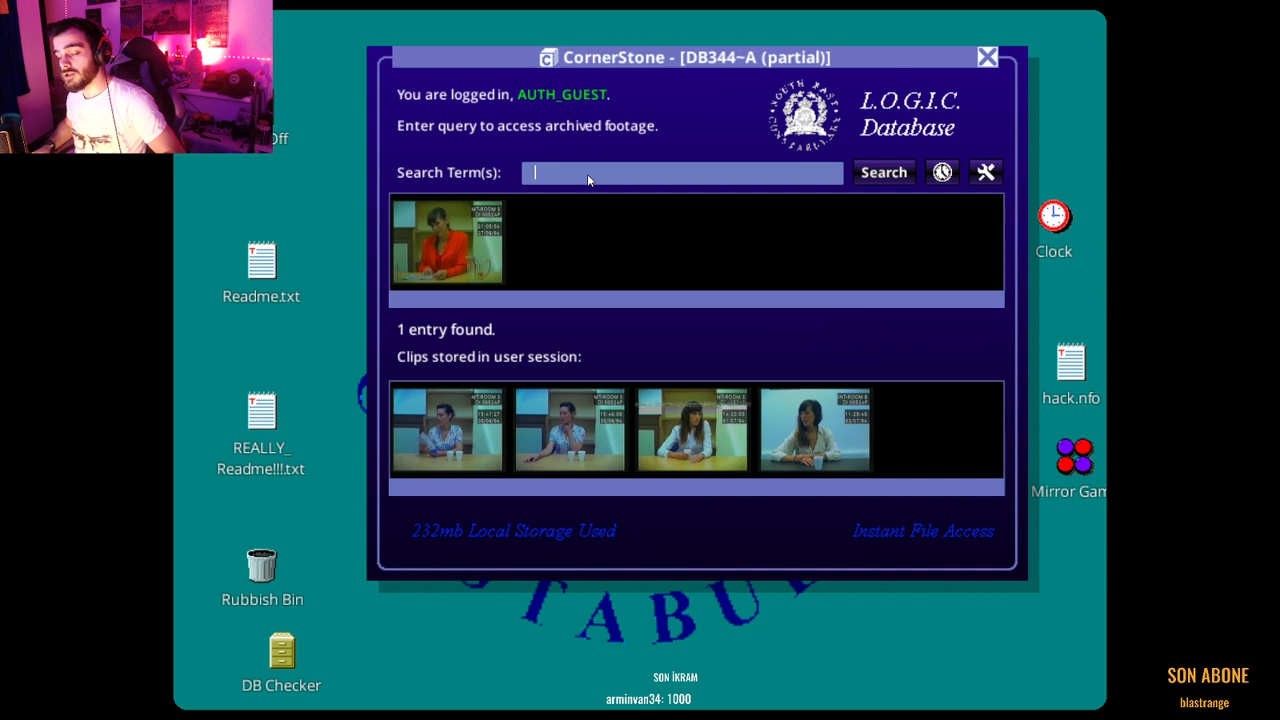 CornerStone - [DB344~A (partial)]
You are logged in, AUTH_GUEST.
Enter query to access archived footage.
L.O.G.I.C.
Database
Search Term(s):
Search
1 entry found.
Clips stored in user session:
232mb Local Storage Used
Instant File Access
Off
Readme.txt
REALLY_
Readme!!!.txt
Rubbish Bin
DB Checker
Clock
hack.nfo
Mirror Gam
TABU
SON İKRAM
arminvan34: 1000
SON ABONE
blastrange